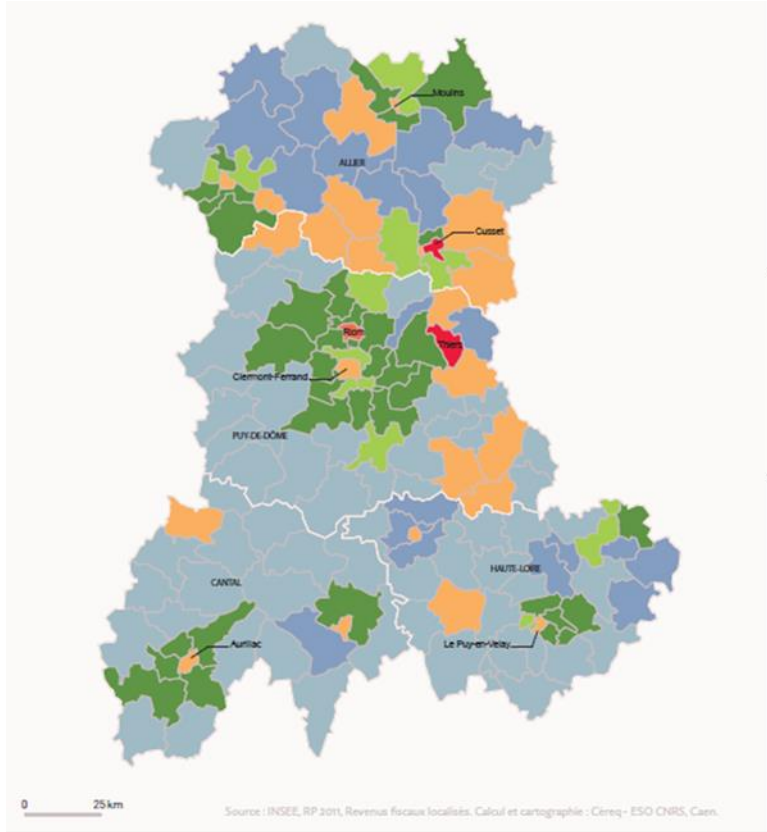 Moulins
ALLIER
Cusset
Riom
Thiers
Clermont-Ferrand
PUY-DE-DÔME
HAUTE-LOIRE
CANTAL
Aurillac
Le Puy-en-Velay
0 25 km
Source : INSEE, RP 2011, Revenus fiscaux localisés. Calcul et cartographie : Céreq - ESO CNRS, Caen.